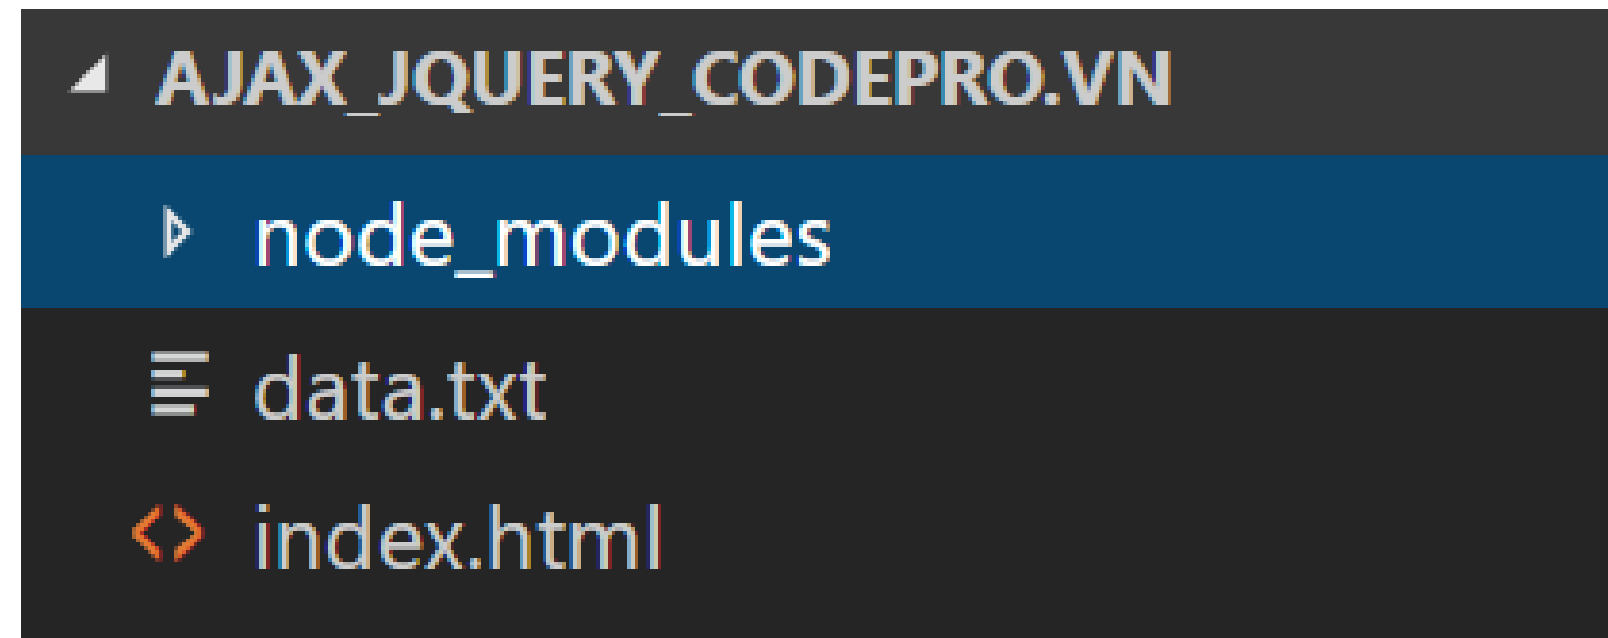 AJAX_JQUERY_CODEPRO.VN
node_modules
data.txt
index.html